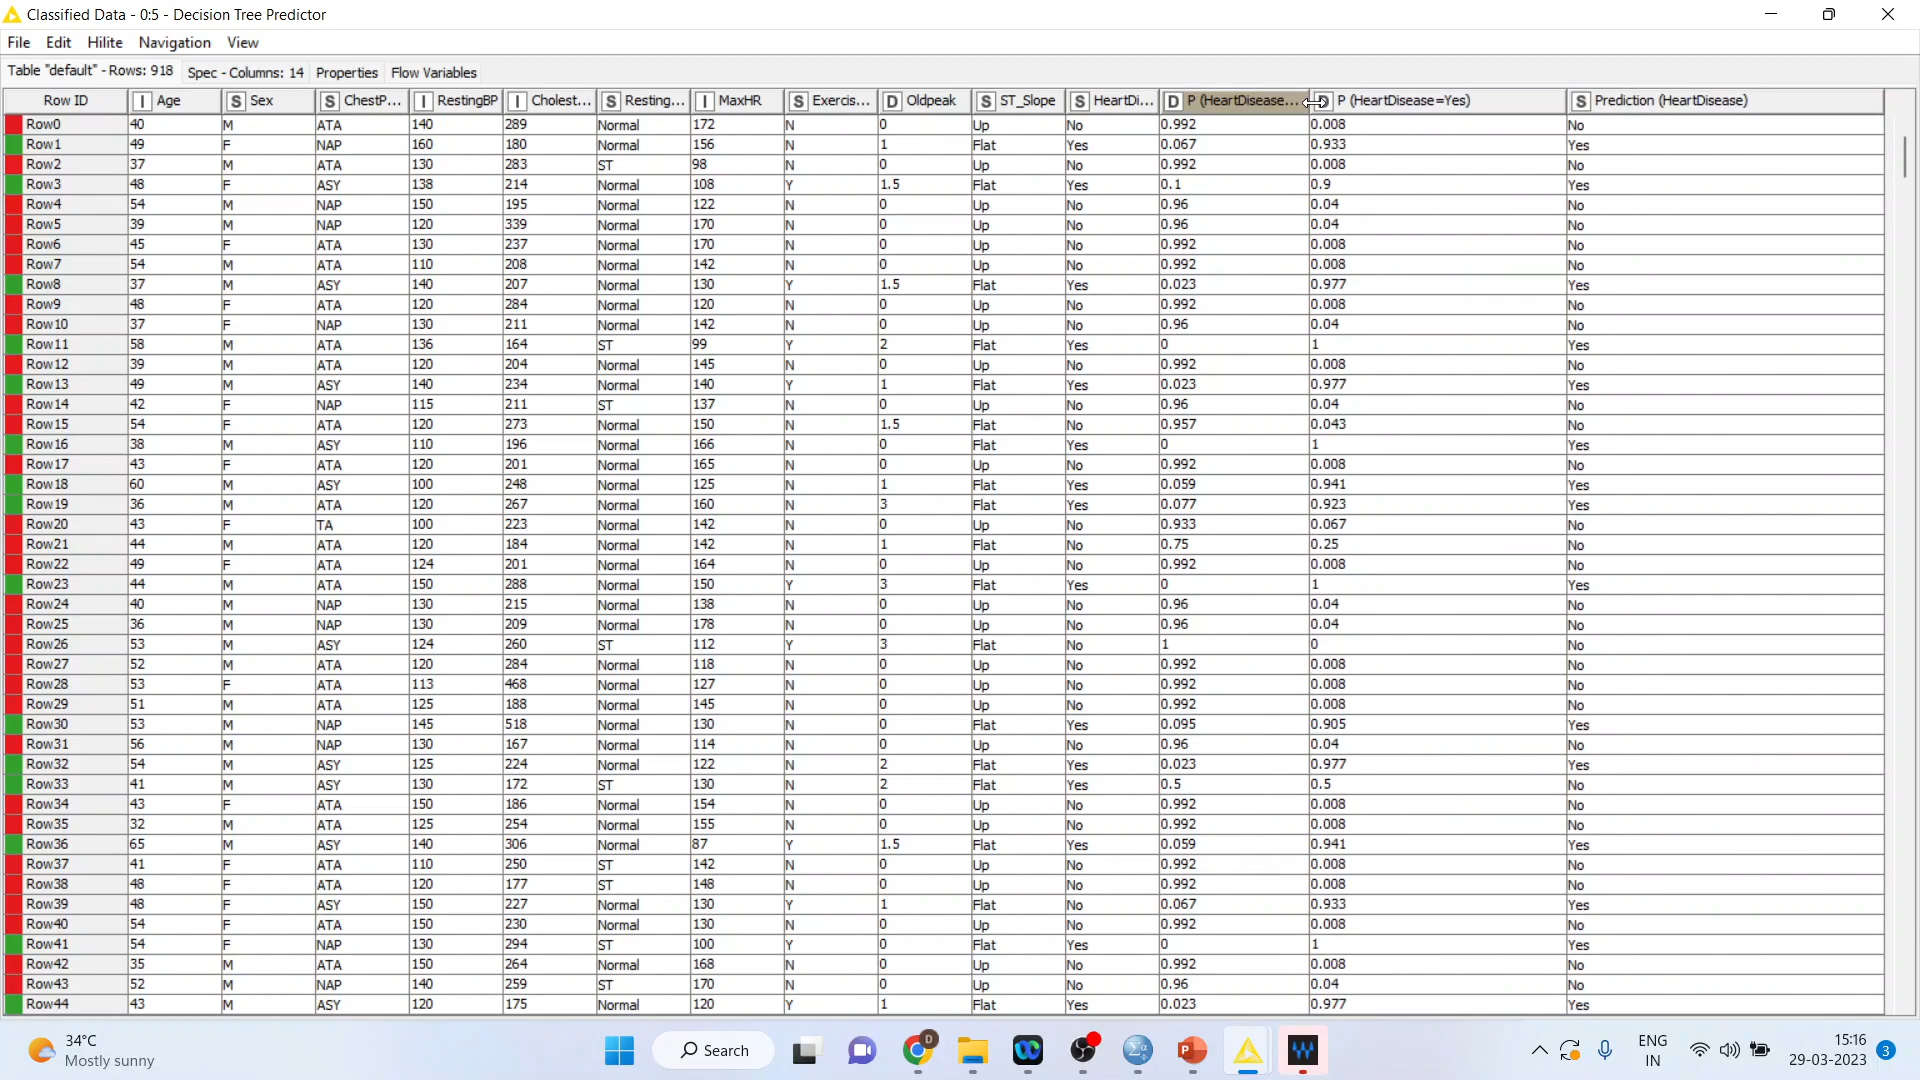 Classified Data - 0:5 - Decision Tree Predictor
File Edit Hilite Navigation View
Table "default" - Rows: 918 Spec - Columns: 14 Properties Flow Variables
Row ID I Age S Sex S ChestP... I RestingBP I Cholest... S Resting... I MaxHR S Exercis... D Oldpeak S ST_Slope S HeartDi... D P (HeartDisease... D P (HeartDisease=Yes) S Prediction (HeartDisease)
Row0 40 M ATA 140 289 Normal 172 N 0 Up No 0.992 0.008 No
Row1 49 F NAP 160 180 Normal 156 N 1 Flat Yes 0.067 0.933 Yes
Row2 37 M ATA 130 283 ST 98 N 0 Up No 0.992 0.008 No
Row3 48 F ASY 138 214 Normal 108 Y 1.5 Flat Yes 0.1 0.9 Yes
Row4 54 M NAP 150 195 Normal 122 N 0 Up No 0.96 0.04 No
Row5 39 M NAP 120 339 Normal 170 N 0 Up No 0.96 0.04 No
Row6 45 F ATA 130 237 Normal 170 N 0 Up No 0.992 0.008 No
Row7 54 M ATA 110 208 Normal 142 N 0 Up No 0.992 0.008 No
Row8 37 M ASY 140 207 Normal 130 Y 1.5 Flat Yes 0.023 0.977 Yes
Row9 48 F ATA 120 284 Normal 120 N 0 Up No 0.992 0.008 No
Row10 37 F NAP 130 211 Normal 142 N 0 Up No 0.96 0.04 No
Row11 58 M ATA 136 164 ST 99 Y 2 Flat Yes 0 1 Yes
Row12 39 M ATA 120 204 Normal 145 N 0 Up No 0.992 0.008 No
Row13 49 M ASY 140 234 Normal 140 Y 1 Flat Yes 0.023 0.977 Yes
Row14 42 F NAP 115 211 ST 137 N 0 Up No 0.96 0.04 No
Row15 54 F ATA 120 273 Normal 150 N 1.5 Flat No 0.957 0.043 No
Row16 38 M ASY 110 196 Normal 166 N 0 Flat Yes 0 1 Yes
Row17 43 F ATA 120 201 Normal 165 N 0 Up No 0.992 0.008 No
Row18 60 M ASY 100 248 Normal 125 N 1 Flat Yes 0.059 0.941 Yes
Row19 36 M ATA 120 267 Normal 160 N 3 Flat Yes 0.077 0.923 Yes
Row20 43 F TA 100 223 Normal 142 N 0 Up No 0.933 0.067 No
Row21 44 M ATA 120 184 Normal 142 N 1 Flat No 0.75 0.25 No
Row22 49 F ATA 124 201 Normal 164 N 0 Up No 0.992 0.008 No
Row23 44 M ATA 150 288 Normal 150 Y 3 Flat Yes 0 1 Yes
Row24 40 M NAP 130 215 Normal 138 N 0 Up No 0.96 0.04 No
Row25 36 M NAP 130 209 Normal 178 N 0 Up No 0.96 0.04 No
Row26 53 M ASY 124 260 ST 112 Y 3 Flat No 1 0 No
Row27 52 M ATA 120 284 Normal 118 N 0 Up No 0.992 0.008 No
Row28 53 F ATA 113 468 Normal 127 N 0 Up No 0.992 0.008 No
Row29 51 M ATA 125 188 Normal 145 N 0 Up No 0.992 0.008 No
Row30 53 M NAP 145 518 Normal 130 N 0 Flat Yes 0.095 0.905 Yes
Row31 56 M NAP 130 167 Normal 114 N 0 Up No 0.96 0.04 No
Row32 54 M ASY 125 224 Normal 122 N 2 Flat Yes 0.023 0.977 Yes
Row33 41 M ASY 130 172 ST 130 N 2 Flat Yes 0.5 0.5 No
Row34 43 F ATA 150 186 Normal 154 N 0 Up No 0.992 0.008 No
Row35 32 M ATA 125 254 Normal 155 N 0 Up No 0.992 0.008 No
Row36 65 M ASY 140 306 Normal 87 Y 1.5 Flat Yes 0.059 0.941 Yes
Row37 41 F ATA 110 250 ST 142 N 0 Up No 0.992 0.008 No
Row38 48 F ATA 120 177 ST 148 N 0 Up No 0.992 0.008 No
Row39 48 F ASY 150 227 Normal 130 Y 1 Flat Yes 0.067 0.933 Yes
Row40 54 F ATA 150 230 Normal 130 N 0 Up No 0.992 0.008 No
Row41 54 F NAP 130 294 ST 100 Y 0 Flat Yes 0 1 Yes
Row42 35 M ATA 150 264 Normal 168 N 0 Up No 0.992 0.008 No
Row43 52 M NAP 140 259 ST 170 N 0 Up No 0.96 0.04 No
Row44 43 M ASY 120 175 Normal 120 Y 1 Flat Yes 0.023 0.977 Yes
34°C
Mostly sunny
Search
ENG
IN
15:16
29-03-2023
3